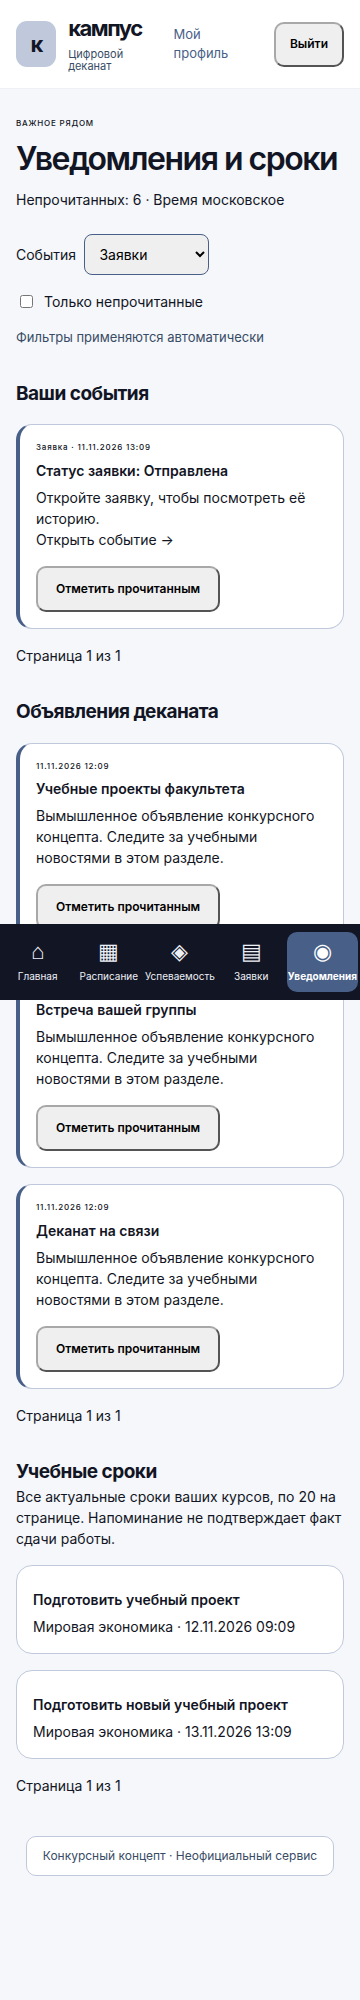 к
кампус
Цифровой
деканат
Мой
профиль
Выйти
ВАЖНОЕ РЯДОМ
Уведомления и сроки
Непрочитанных: 6 · Время московское
События
Заявки
Только непрочитанные
Фильтры применяются автоматически
Ваши события
Заявка · 11.11.2026 13:09
Статус заявки: Отправлена
Откройте заявку, чтобы посмотреть её
историю.
Открыть событие →
Отметить прочитанным
Страница 1 из 1
Объявления деканата
11.11.2026 12:09
Учебные проекты факультета
Вымышленное объявление конкурсного
концепта. Следите за учебными
новостями в этом разделе.
Отметить прочитанным
Главная
Расписание
Успеваемость
Заявки
Уведомления
Встреча вашей группы
Вымышленное объявление конкурсного
концепта. Следите за учебными
новостями в этом разделе.
Отметить прочитанным
11.11.2026 12:09
Деканат на связи
Вымышленное объявление конкурсного
концепта. Следите за учебными
новостями в этом разделе.
Отметить прочитанным
Страница 1 из 1
Учебные сроки
Все актуальные сроки ваших курсов, по 20 на
странице. Напоминание не подтверждает факт
сдачи работы.
Подготовить учебный проект
Мировая экономика · 12.11.2026 09:09
Подготовить новый учебный проект
Мировая экономика · 13.11.2026 13:09
Страница 1 из 1
Конкурсный концепт · Неофициальный сервис